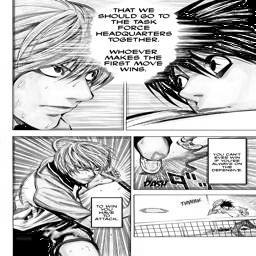 THAT WE
SHOULD GO TO
THE TASK
FORCE
HEADQUARTERS
TOGETHER.
WHOEVER
MAKES THE
FIRST MOVE
WINS.
YOU CAN'T
EVEN WIN
IF YOU'RE
ALWAYS ON
THE
DEFENSIVE.
TO WIN,
YOU
HAVE TO
ATTACK.